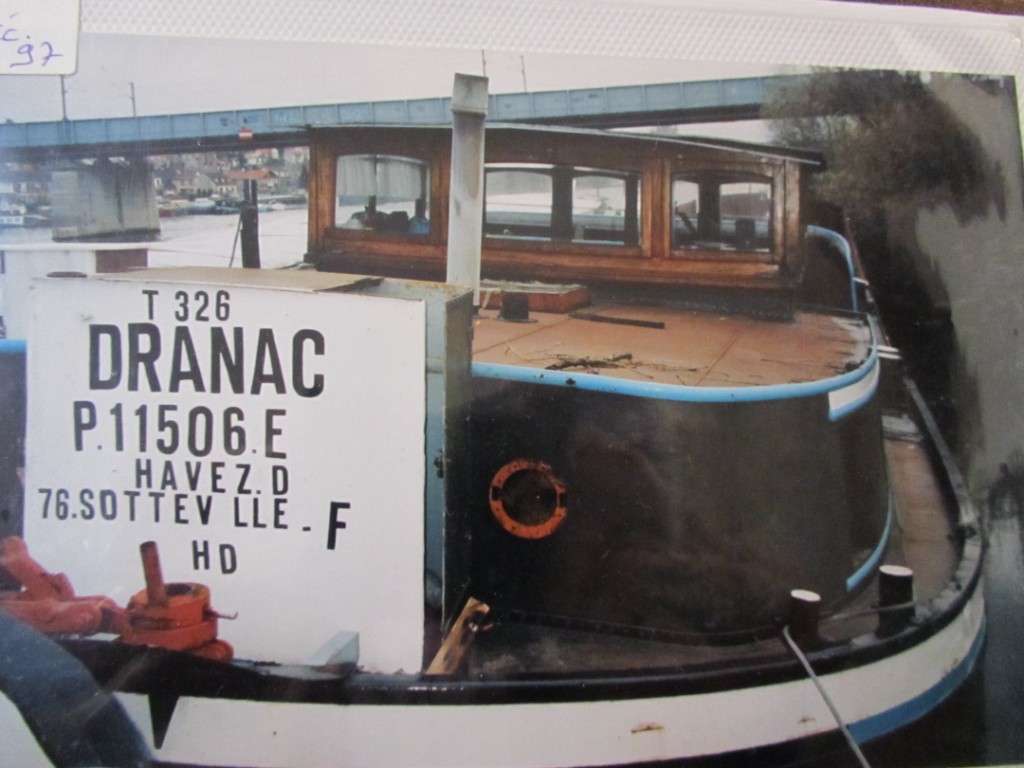 97
T 326
DRANAC
P.11506.E
HAVEZ.D
76.SOTTEV LLE - F
HD